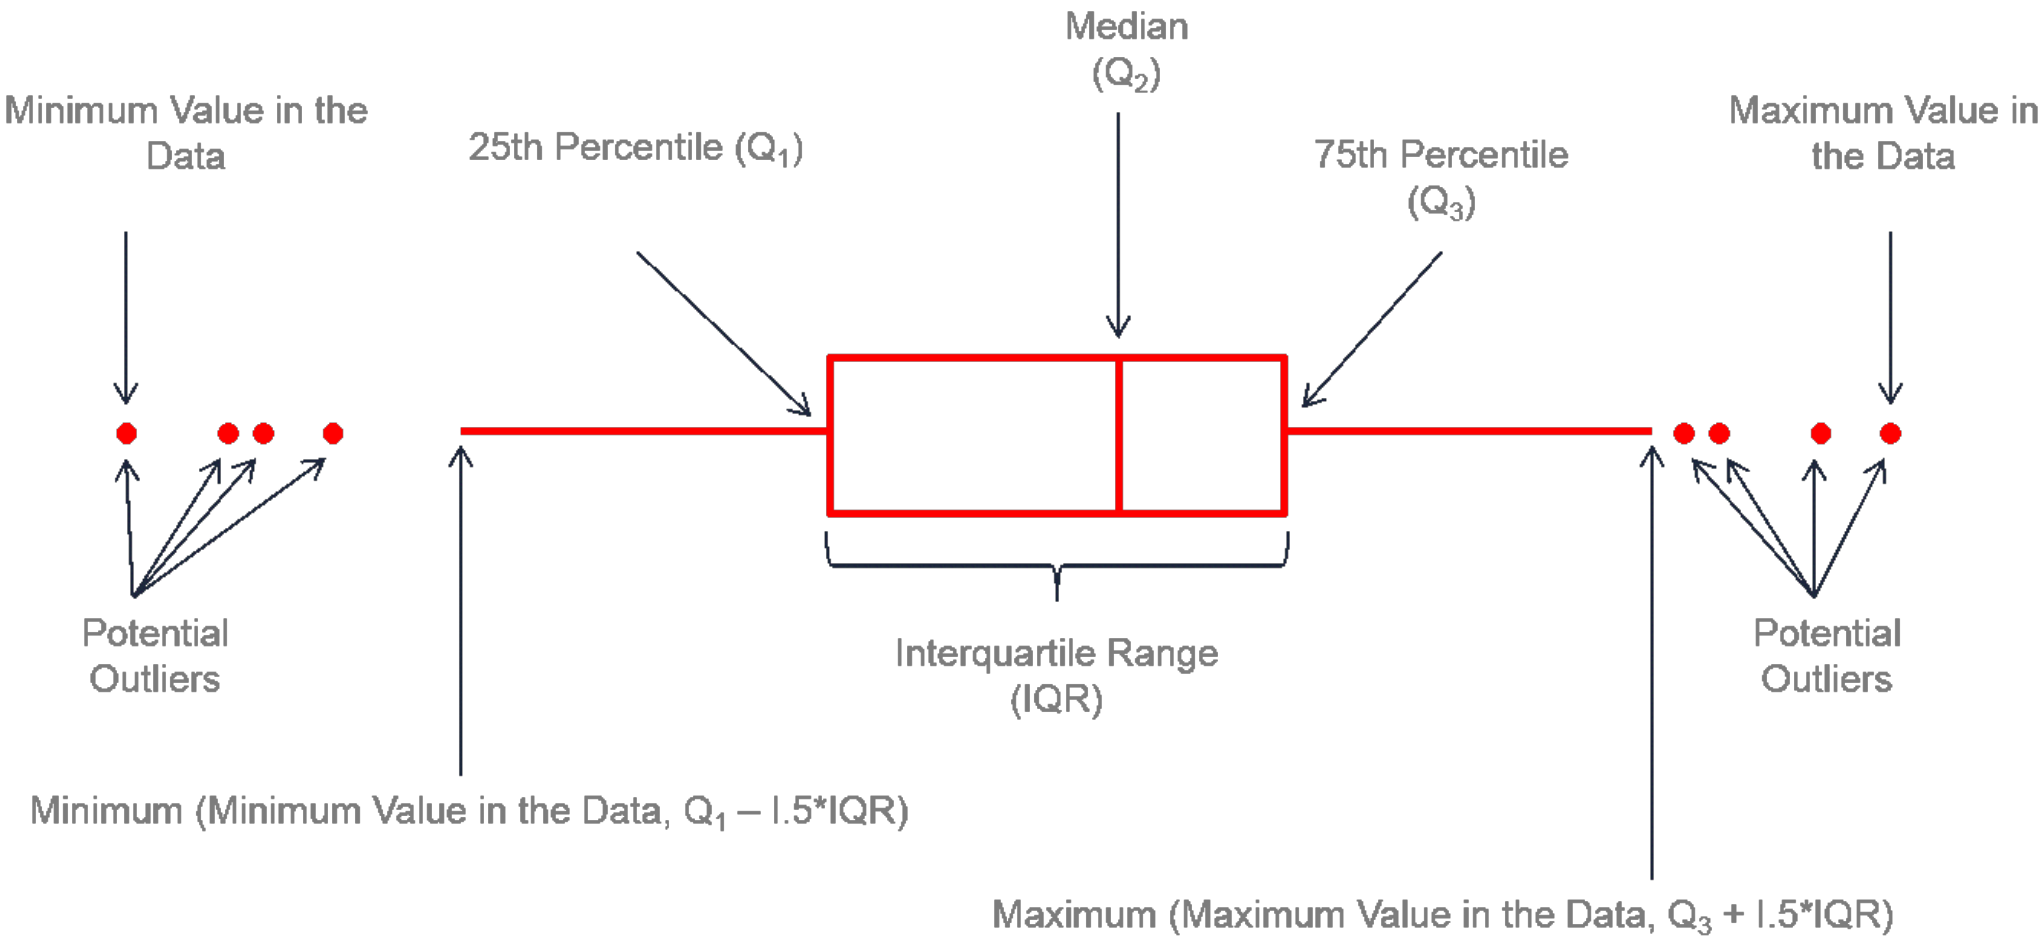 Median
(Q₂)
Minimum Value in the
Data
25th Percentile (Q₁)
75th Percentile
(Q₃)
Maximum Value in
the Data
Potential
Outliers
Interquartile Range
(IQR)
Potential
Outliers
Minimum (Minimum Value in the Data, Q₁ – I.5*IQR)
Maximum (Maximum Value in the Data, Q₃ + I.5*IQR)